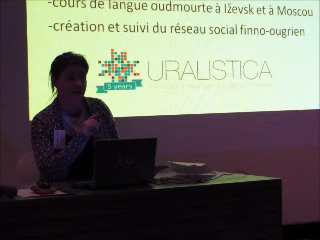 -cours de langue oudmourte à Iževsk et à Moscou
-création et suivi du réseau social finno-ougrien
URALISTICA
5 years